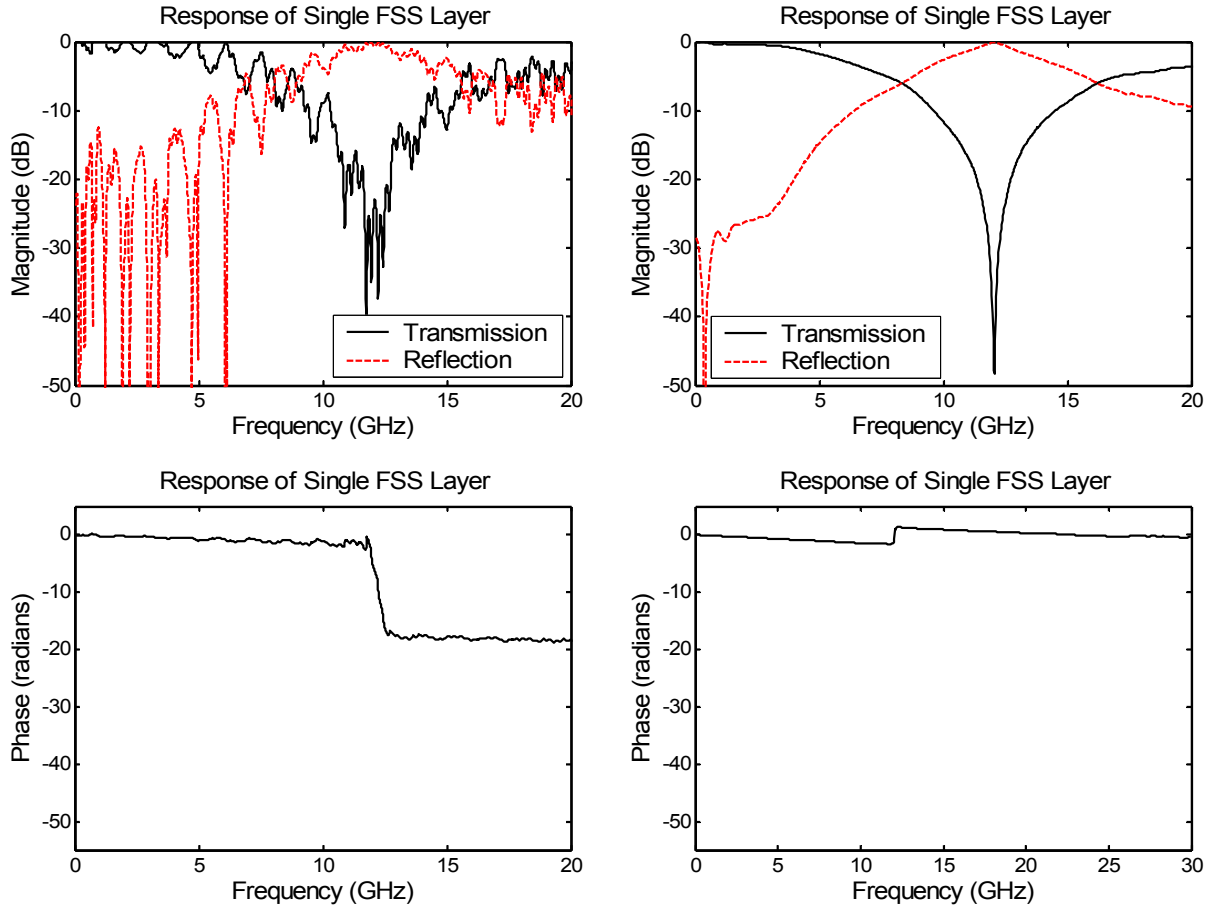 Response of Single FSS Layer
0
-10
-20
-30
-40
-50
Magnitude (dB)
Transmission
Reflection
0
5
10
15
20
Frequency (GHz)
Response of Single FSS Layer
0
-10
-20
-30
-40
-50
Magnitude (dB)
Transmission
Reflection
0
5
10
15
20
Frequency (GHz)
Response of Single FSS Layer
0
-10
-20
-30
-40
-50
Phase (radians)
0
5
10
15
20
Frequency (GHz)
Response of Single FSS Layer
0
-10
-20
-30
-40
-50
Phase (radians)
0
5
10
15
20
25
30
Frequency (GHz)